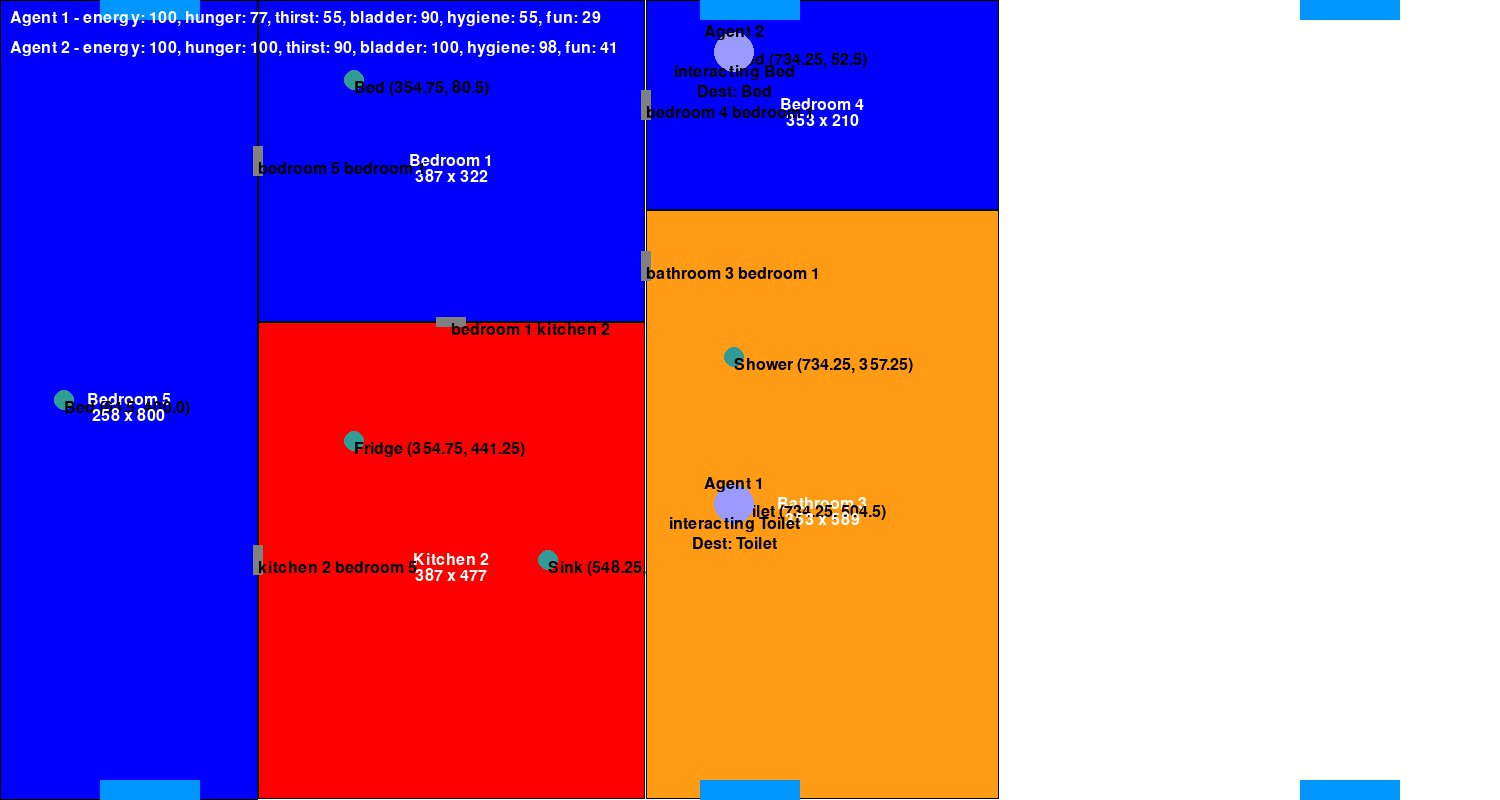 Agent 1 - energy: 100, hunger: 77, thirst: 55, bladder: 90, hygiene: 55, fun: 29
Agent 2 - energy: 100, hunger: 100, thirst: 90, bladder: 100, hygiene: 98, fun: 41
Agent 2
(734.25, 52.5)
interacting Bed
Dest: Bed
Bed (354.75, 80.5)
Bedroom 4
353 x 210
bedroom 4 bedroom
Bedroom 1
387 x 322
bedroom 5 bedroom
bathroom 3 bedroom 1
bedroom 1 kitchen 2
Shower (734.25, 357.25)
Bedroom 5
258 x 800
Bed
Fridge (354.75, 441.25)
Agent 1
Bathroom 3
353 x 589
(734.25, 504.5)
interacting Toilet
Dest: Toilet
Kitchen 2
387 x 477
kitchen 2 bedroom 5
Sink (548.25,